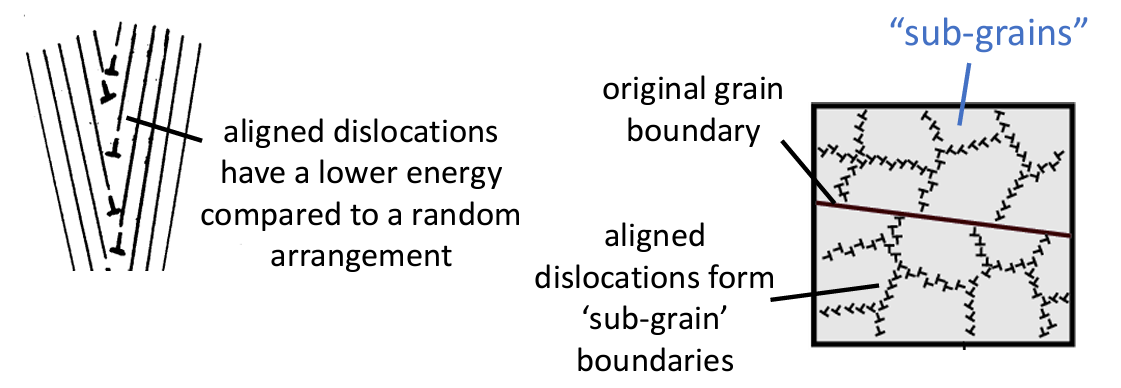 aligned dislocations
have a lower energy
compared to a random
arrangement
“sub-grains”
original grain
boundary
aligned
dislocations form
‘sub-grain’
boundaries